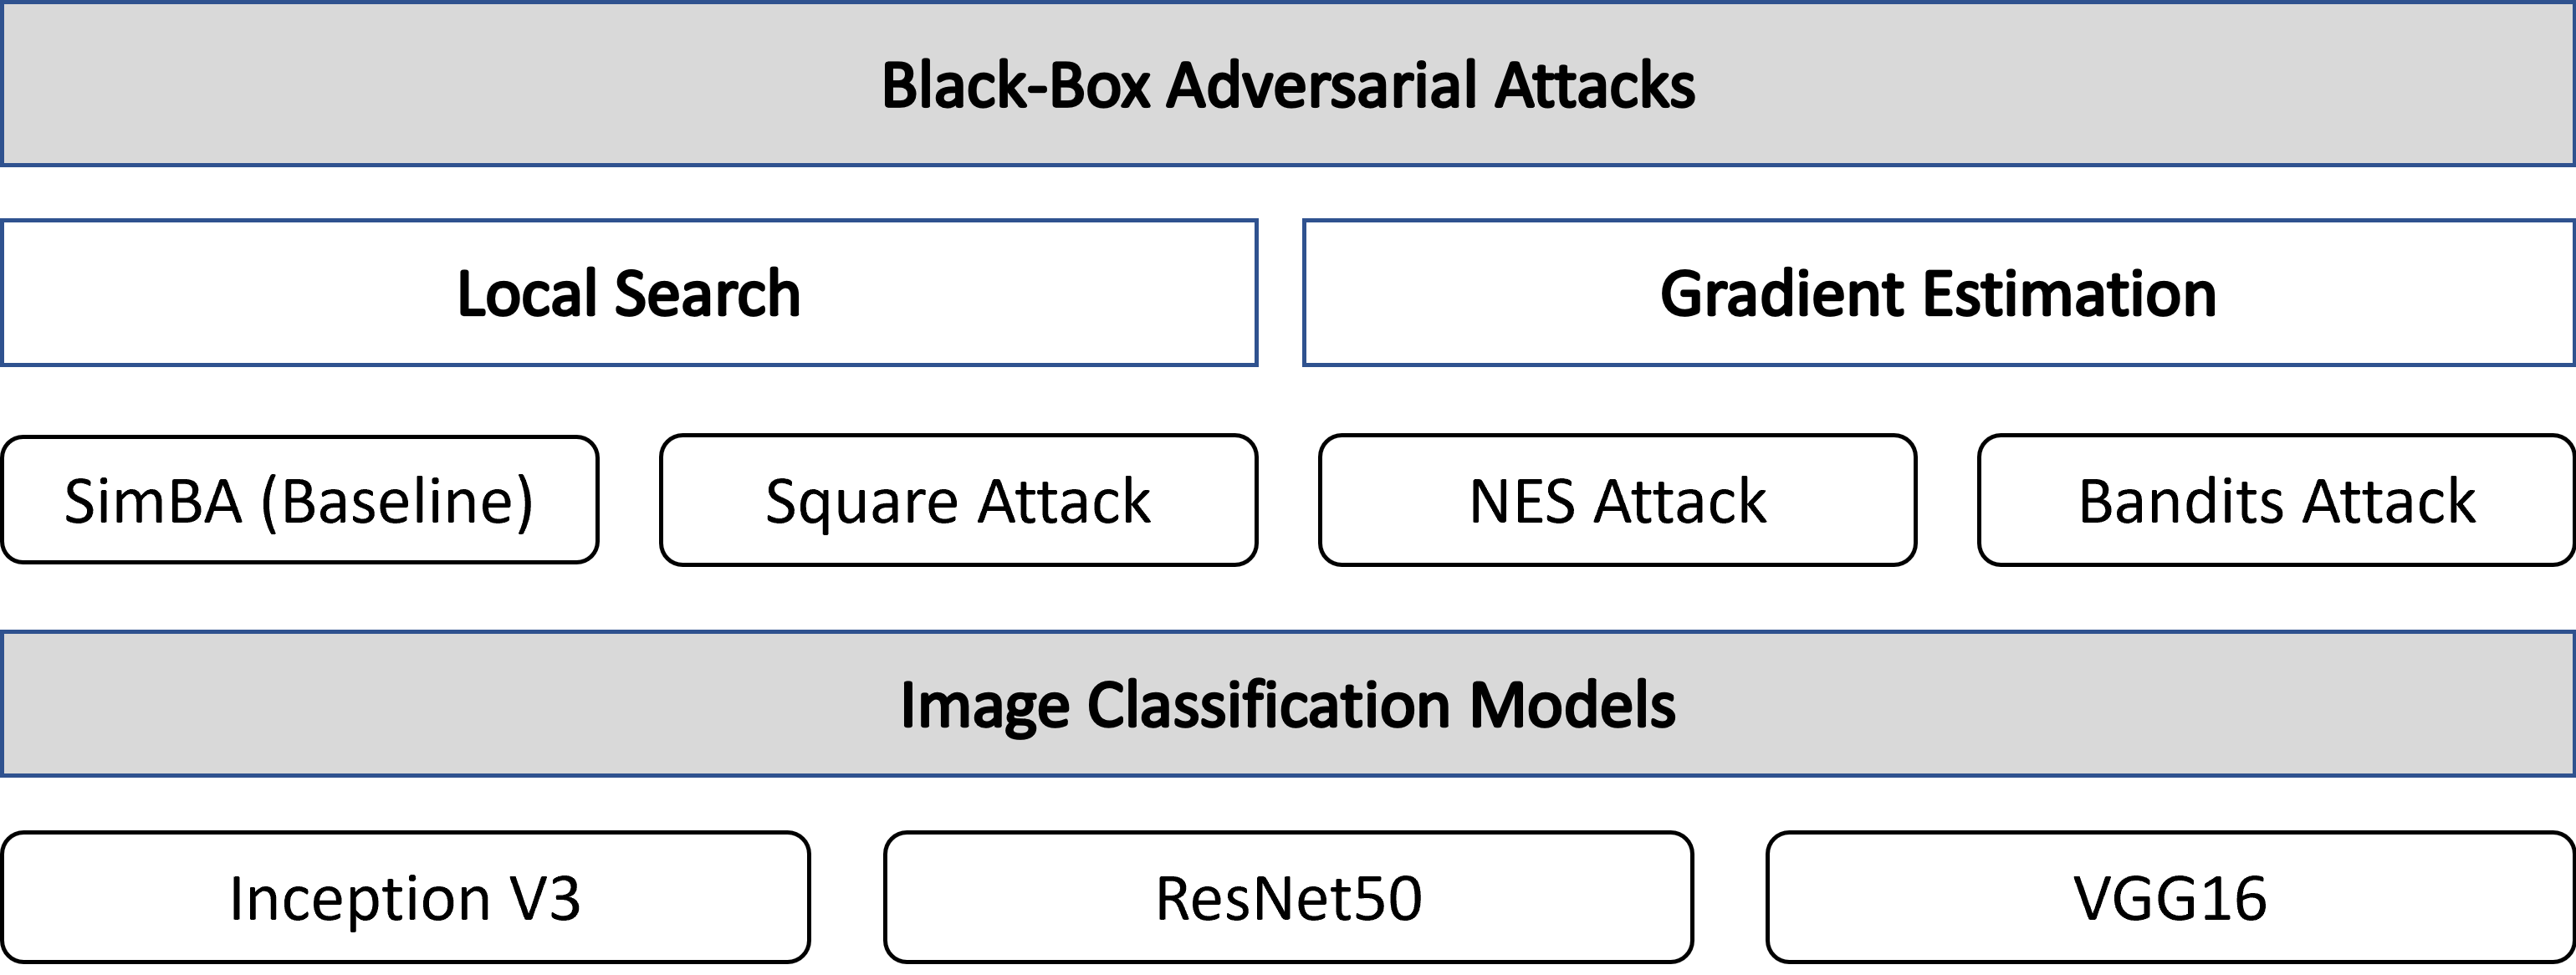 Black-Box Adversarial Attacks
Local Search
Gradient Estimation
SimBA (Baseline)
Square Attack
NES Attack
Bandits Attack
Image Classification Models
Inception V3
ResNet50
VGG16